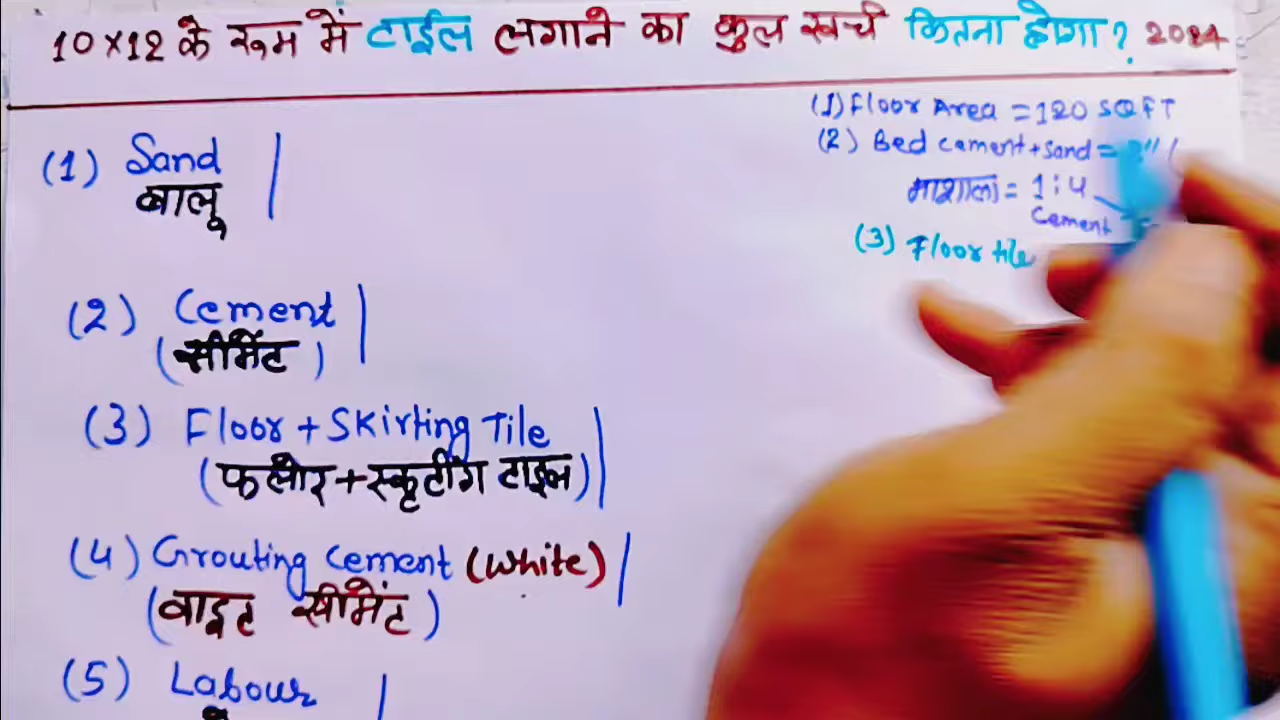 10×12 के रूम में टाईल लगाने का कुल खर्च कितना होगा? 2024
(1) Floor Area = 120 SQFT
(2) Bed cement+sand =
माशाला = 1:4
Cement
(3) Floor tile
(1) Sand
बालू
(2) Cement
(सीमेंट)
(3) Floor + Skirting Tile
(फ्लोर+स्कृटींग टाइल)
(4) Grouting Cement (White)
(वाइट सीमेंट)
(5) Labour